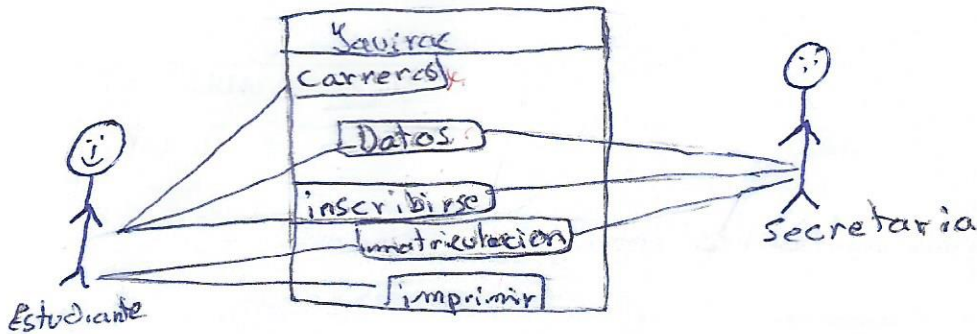 Yavirac
Carreras
Datos
inscribirse
matriculacion
imprimir
Estudiante
Secretaria